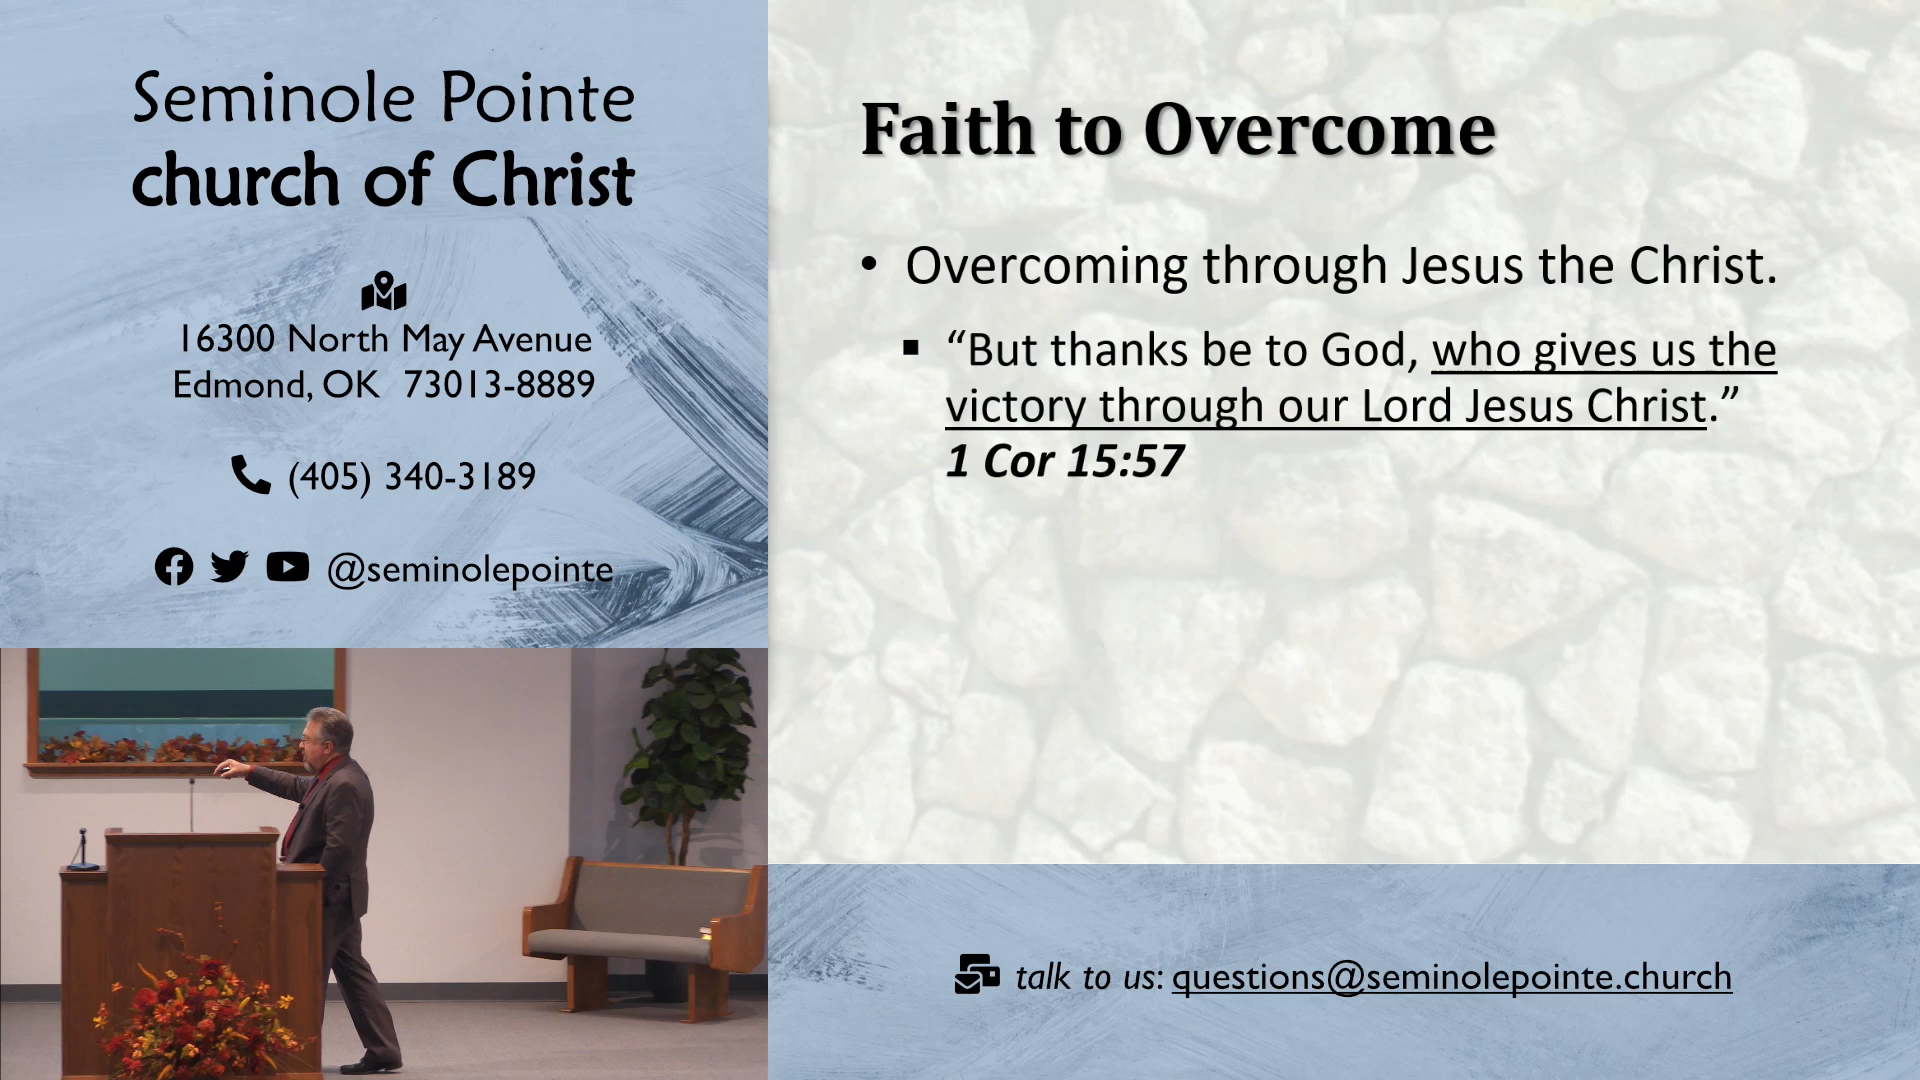 Seminole Pointe
church of Christ
16300 North May Avenue
Edmond, OK 73013-8889
(405) 340-3189
@seminolepointe
Faith to Overcome
• Overcoming through Jesus the Christ.
▪ “But thanks be to God, who gives us the
victory through our Lord Jesus Christ.”
1 Cor 15:57
talk to us: questions@seminolepointe.church